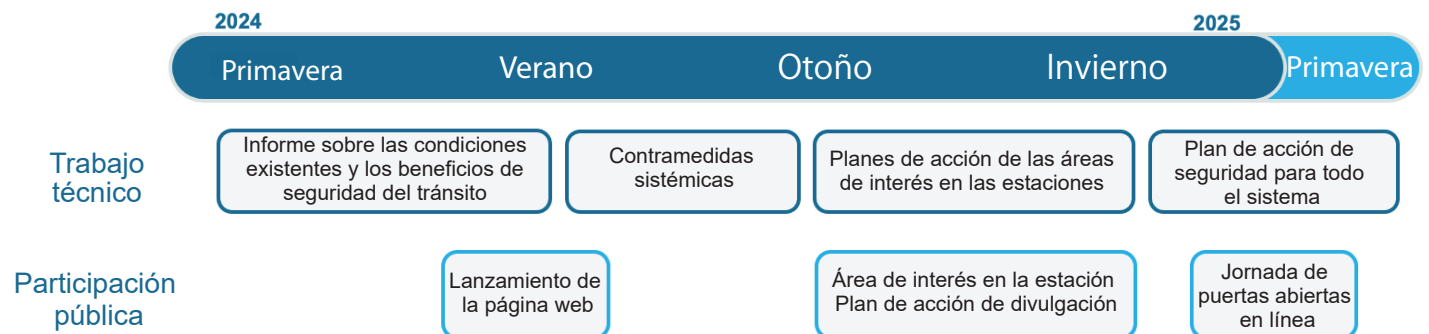 2024
2025
Primavera
Verano
Otoño
Invierno
Primavera
Trabajo
técnico
Informe sobre las condiciones
existentes y los beneficios de
seguridad del tránsito
Contramedidas
sistémicas
Planes de acción de las áreas
de interés en las estaciones
Plan de acción de
seguridad para todo
el sistema
Participación
pública
Lanzamiento de
la página web
Área de interés en la estación
Plan de acción de divulgación
Jornada de
puertas abiertas
en línea